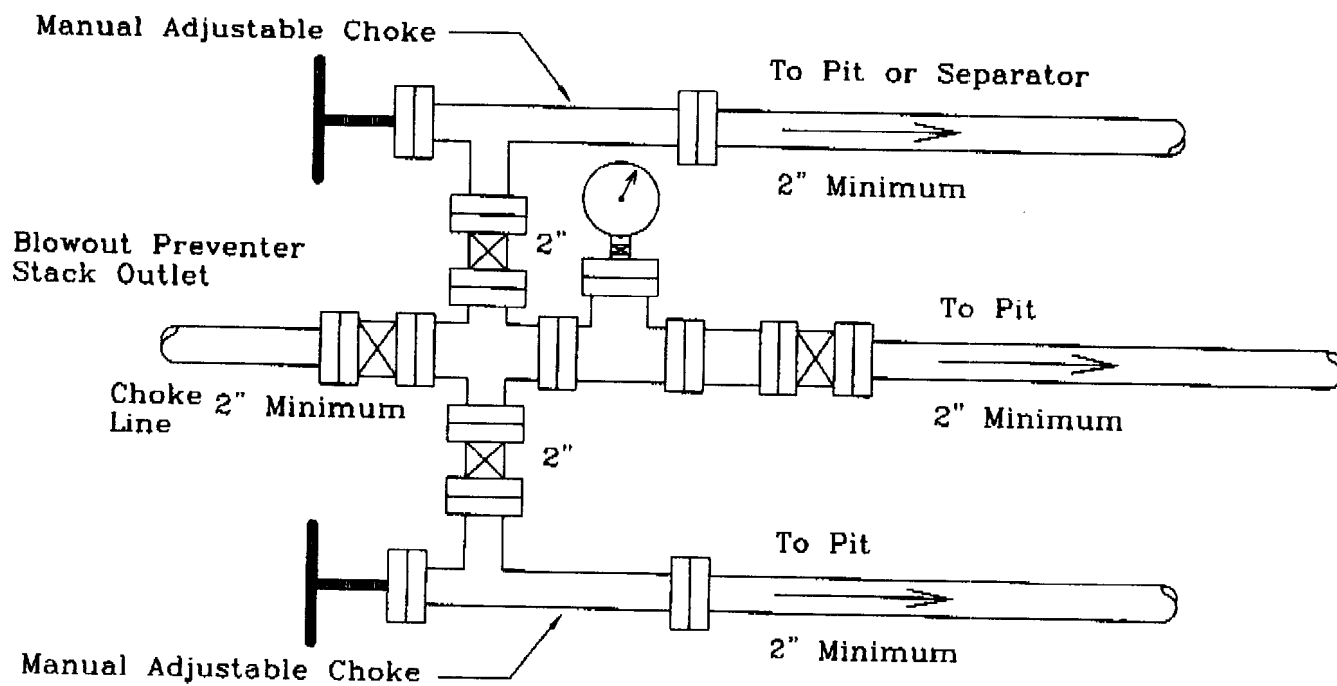 Manual Adjustable Choke
To Pit or Separator
2" Minimum
2"
Blowout Preventer
Stack Outlet
To Pit
Choke 2" Minimum
Line
2" Minimum
2"
To Pit
2" Minimum
Manual Adjustable Choke